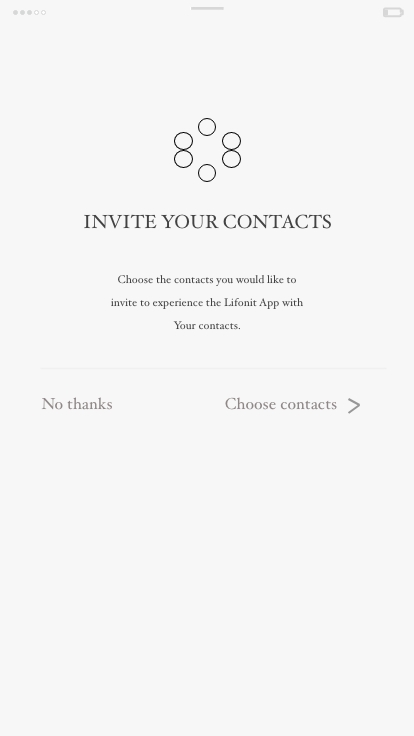 INVITE YOUR CONTACTS
Choose the contacts you would like to
invite to experience the Lifonit App with
Your contacts.
No thanks
Choose contacts >